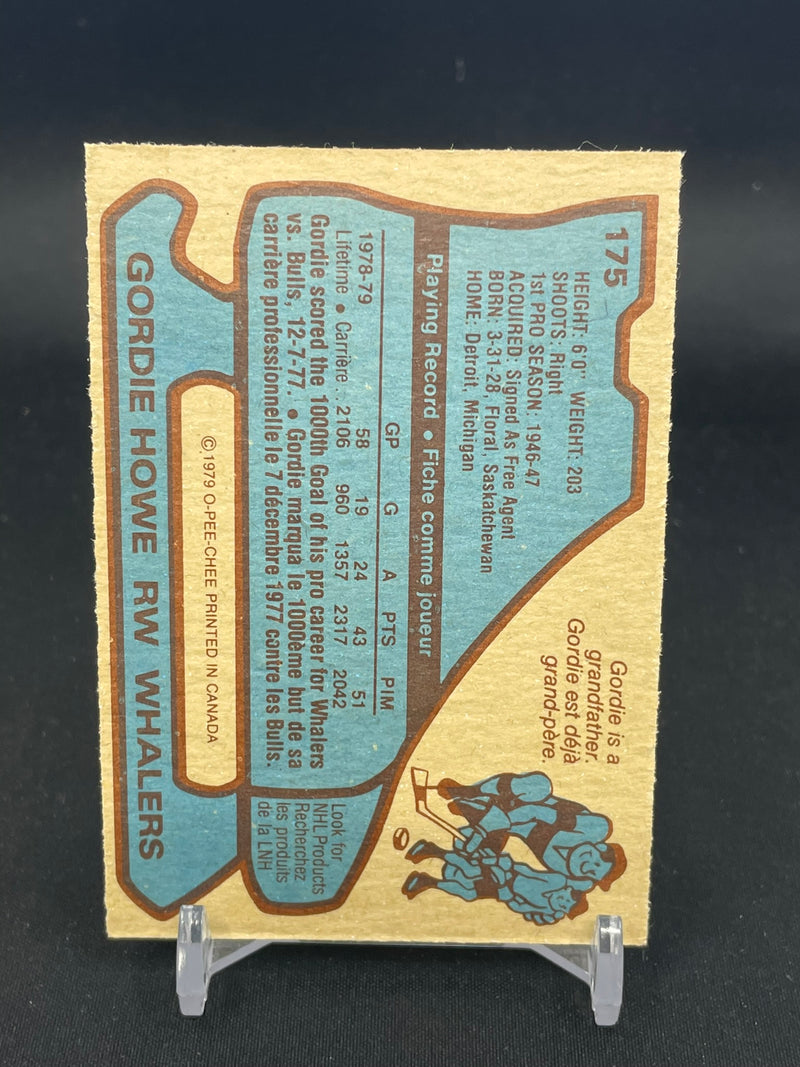 175
HEIGHT: 6'0" WEIGHT: 203
SHOOTS: Right
1st PRO SEASON: 1946-47
ACQUIRED: Signed As Free Agent
BORN: 3-31-28, Floral, Saskatchewan
HOME: Detroit, Michigan
Gordie is a
grandfather.
Gordie est déjà
grand-père.
Playing Record • Fiche comme joueur
GP G A PTS PIM
1978-79 58 19 24 43 51
Lifetime • Carrière .. 2106 960 1357 2317 2042
Gordie scored the 1000th Goal of his pro career for Whalers
vs. Bulls, 12-7-77. • Gordie marqua le 1000ème but de sa
carrière professionnelle le 7 décembre 1977 contre les Bulls.
Look for
NHL Products
Recherchez
les produits
de la LNH
©1979 O-PEE-CHEE PRINTED IN CANADA
GORDIE HOWE RW WHALERS